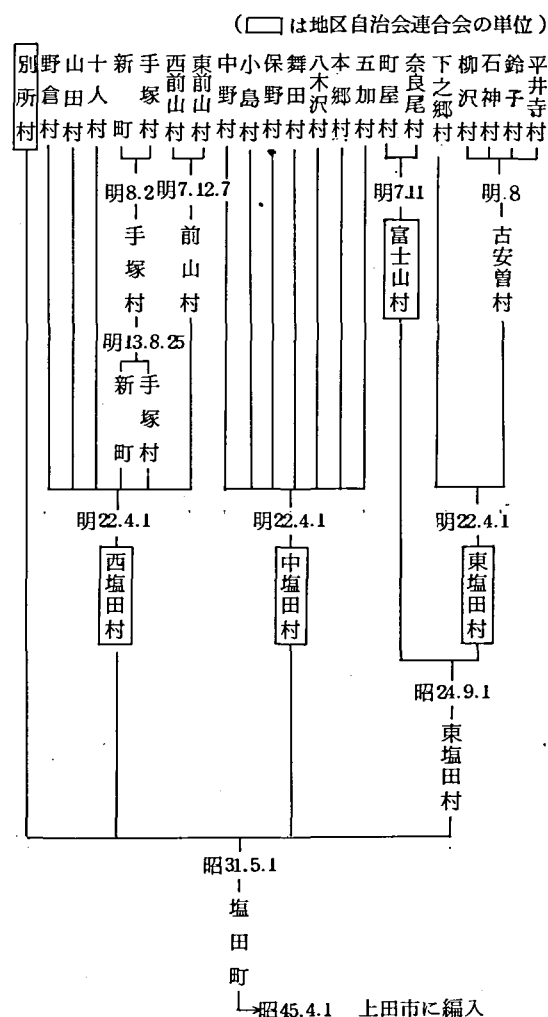 (□は地区自治会連合会の単位)
別所村
野倉村
山田村
十人村
新町
手塚村
西前山村
東前山村
中野村
小島村
保野村
舞田村
八木沢村
本郷村
五加村
町屋村
奈良尾村
下之郷村
柳沢村
石神村
鈴子村
平井寺村
明8.2
明7.12.7
明7.11
明.8
手塚村
前山村
富士山村
古安曽村
明13.8.25
新町
手塚村
明22.4.1
明22.4.1
明22.4.1
西塩田村
中塩田村
東塩田村
昭24.9.1
東塩田村
昭31.5.1
塩田町
昭45.4.1 上田市に編入